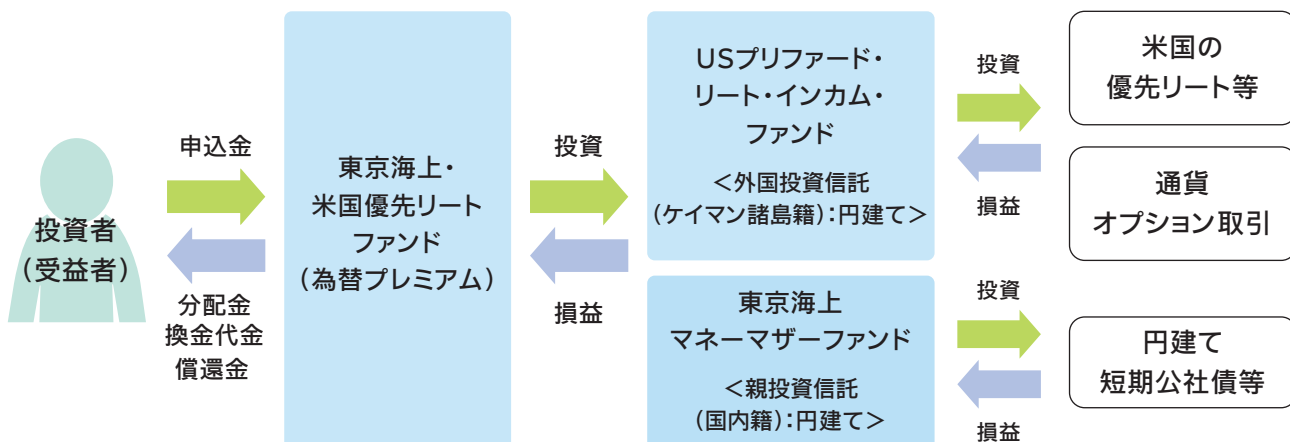 投資者
（受益者）
申込金
分配金
換金代金
償還金
東京海上・
米国優先リート
ファンド
（為替プレミアム）
投資
損益
USプリファード・
リート・インカム・
ファンド
＜外国投資信託
（ケイマン諸島籍）：円建て＞
投資
損益
米国の
優先リート等
通貨
オプション取引
東京海上
マネーマザーファンド
＜親投資信託
（国内籍）：円建て＞
投資
損益
円建て
短期公社債等